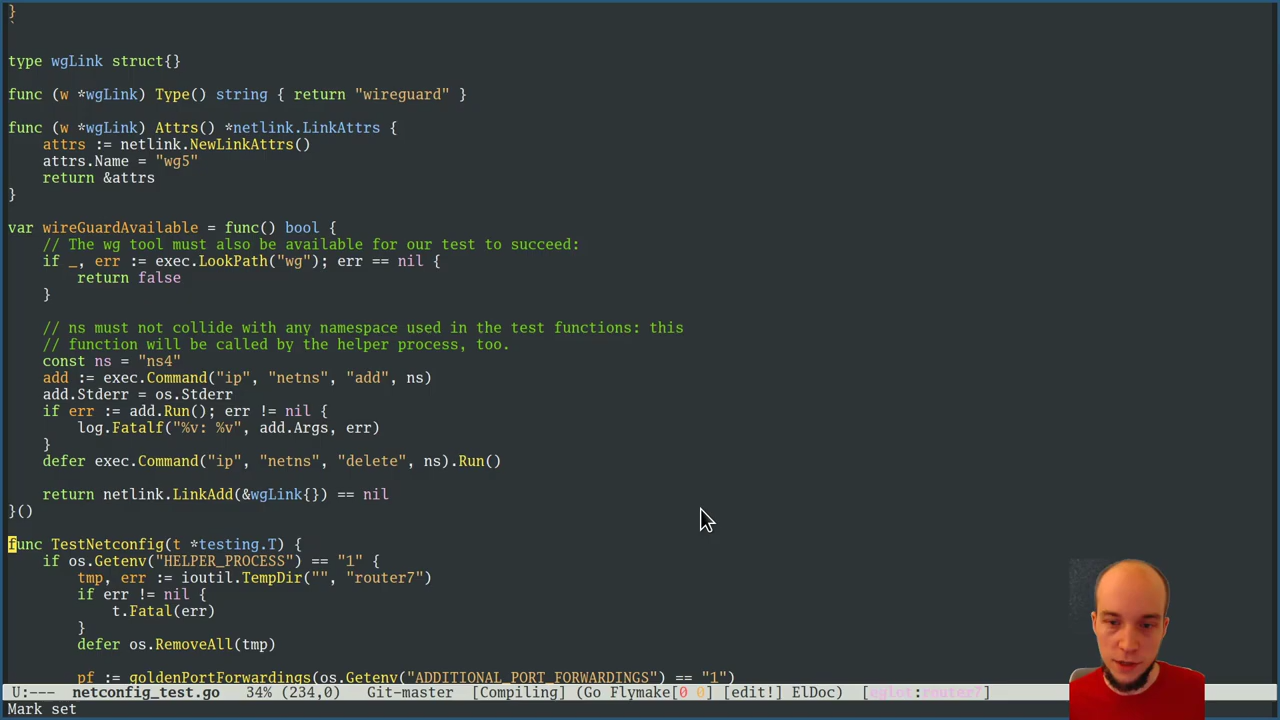 }
`
type wgLink struct{}
func (w *wgLink) Type() string { return "wireguard" }
func (w *wgLink) Attrs() *netlink.LinkAttrs {
attrs := netlink.NewLinkAttrs()
attrs.Name = "wg5"
return &attrs
}
var wireGuardAvailable = func() bool {
// The wg tool must also be available for our test to succeed:
if _, err := exec.LookPath("wg"); err == nil {
return false
}
// ns must not collide with any namespace used in the test functions: this
// function will be called by the helper process, too.
const ns = "ns4"
add := exec.Command("ip", "netns", "add", ns)
add.Stderr = os.Stderr
if err := add.Run(); err != nil {
log.Fatalf("%v: %v", add.Args, err)
}
defer exec.Command("ip", "netns", "delete", ns).Run()
return netlink.LinkAdd(&wgLink{}) == nil
}()
func TestNetconfig(t *testing.T) {
if os.Getenv("HELPER_PROCESS") == "1" {
tmp, err := ioutil.TempDir("", "router7")
if err != nil {
t.Fatal(err)
}
defer os.RemoveAll(tmp)
pf := goldenPortForwardings(os.Getenv("ADDITIONAL_PORT_FORWARDINGS") == "1")
U:--- netconfig_test.go 34% (234,0) Git-master [Compiling] (Go Flymake[0 0] [edit!] ElDoc) [eglot:router7]
Mark set